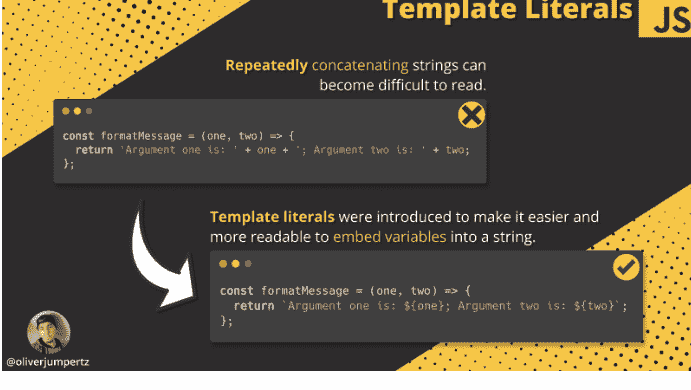 Template Literals
JS
Repeatedly concatenating strings can
become difficult to read.
const formatMessage = (one, two) => {
return 'Argument one is: ' + one + '; Argument two is: ' + two;
};
Template literals were introduced to make it easier and
more readable to embed variables into a string.
const formatMessage = (one, two) => {
return `Argument one is: ${one}; Argument two is: ${two}`;
};
@oliverjumpertz